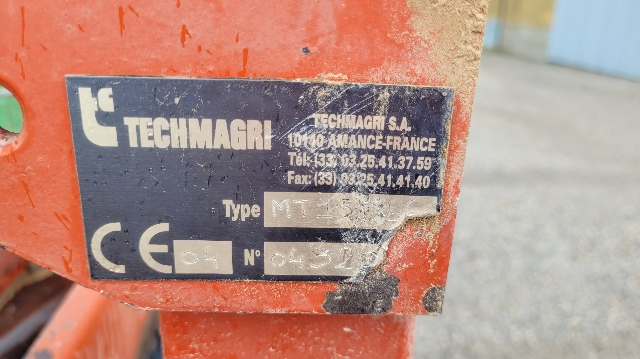 TECHMAGRI
TECHMAGRI S.A.
10110 AMANCE-FRANCE
Tél: (33) 03.25.41.37.59
Fax: (33) 03.25.41.41.40
Type
CE 04 N°